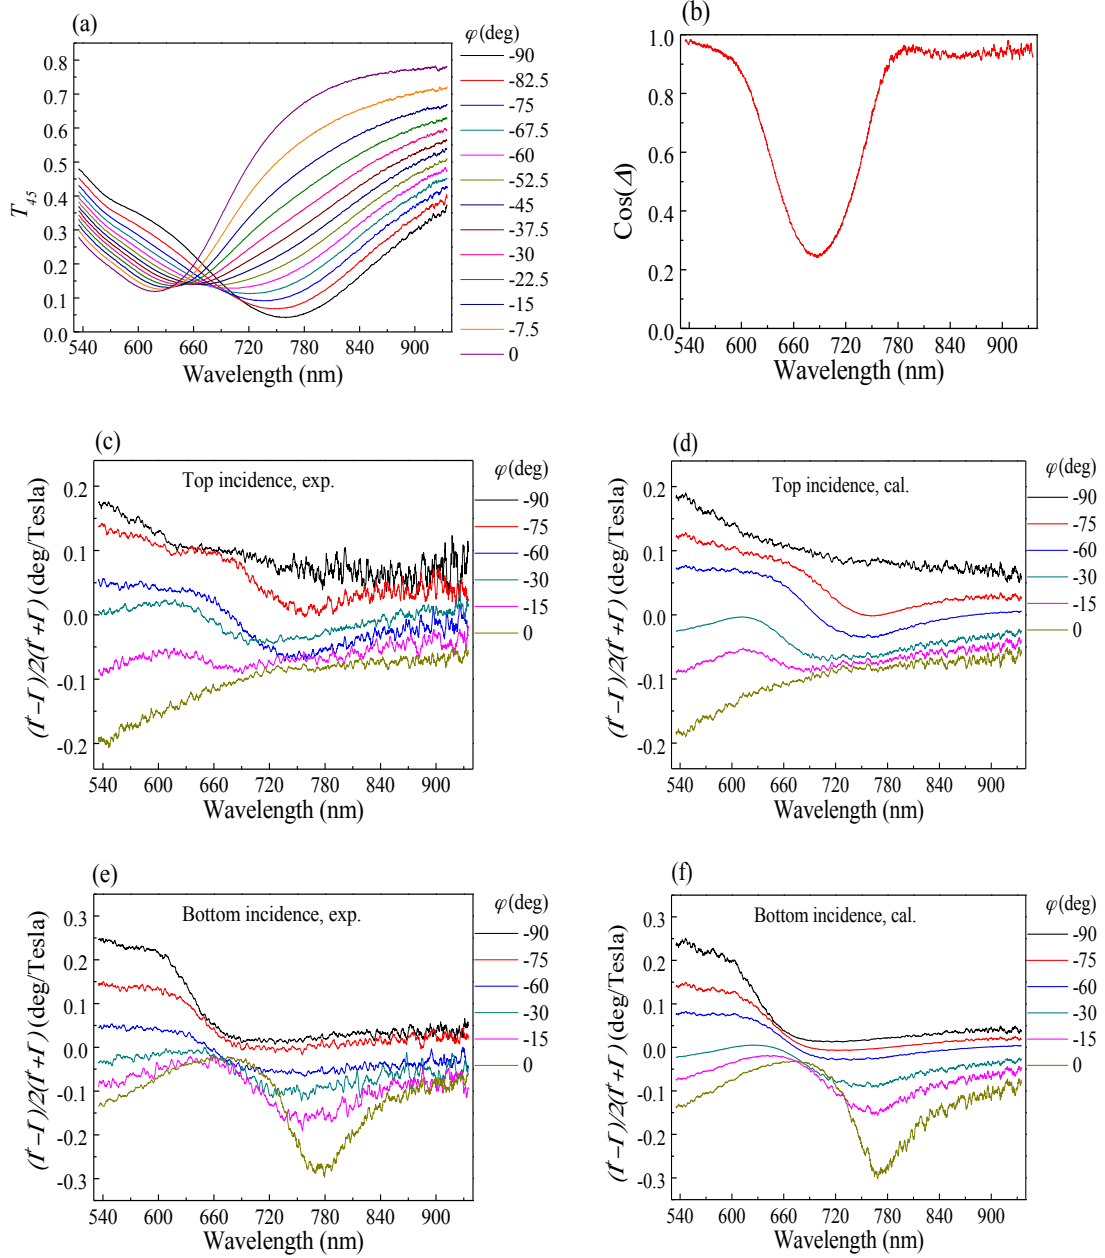 (a)
φ(deg)
-90
-82.5
-75
-67.5
-60
-52.5
-45
-37.5
-30
-22.5
-15
-7.5
0
T45
0.8
0.7
0.6
0.5
0.4
0.3
0.2
0.1
0.0
540 600 660 720 780 840 900
Wavelength (nm)
(b)
Cos(Δ)
1.0
0.8
0.6
0.4
0.2
0.0
540 600 660 720 780 840 900
Wavelength (nm)
(c)
Top incidence, exp.
φ(deg)
-90
-75
-60
-30
-15
0
(I⁺−I⁻)/2(I⁺+I⁻) (deg/Tesla)
0.2
0.1
0.0
-0.1
-0.2
540 600 660 720 780 840 900
Wavelength (nm)
(d)
Top incidence, cal.
φ(deg)
-90
-75
-60
-30
-15
0
(I⁺−I⁻)/2(I⁺+I⁻) (deg/Tesla)
0.2
0.1
0.0
-0.1
-0.2
540 600 660 720 780 840 900
Wavelength (nm)
(e)
Bottom incidence, exp.
φ(deg)
-90
-75
-60
-30
-15
0
(I⁺−I⁻)/2(I⁺+I⁻) (deg/Tesla)
0.3
0.2
0.1
0.0
-0.1
-0.2
-0.3
540 600 660 720 780 840 900
Wavelength (nm)
(f)
Bottom incidence, cal.
φ(deg)
-90
-75
-60
-30
-15
0
(I⁺−I⁻)/2(I⁺+I⁻) (deg/Tesla)
0.3
0.2
0.1
0.0
-0.1
-0.2
-0.3
540 600 660 720 780 840 900
Wavelength (nm)